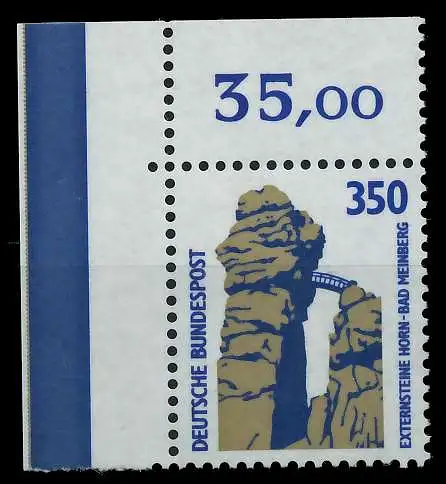 35,00
350
DEUTSCHE BUNDESPOST
EXTERNSTEINE HORN-BAD MEINBERG